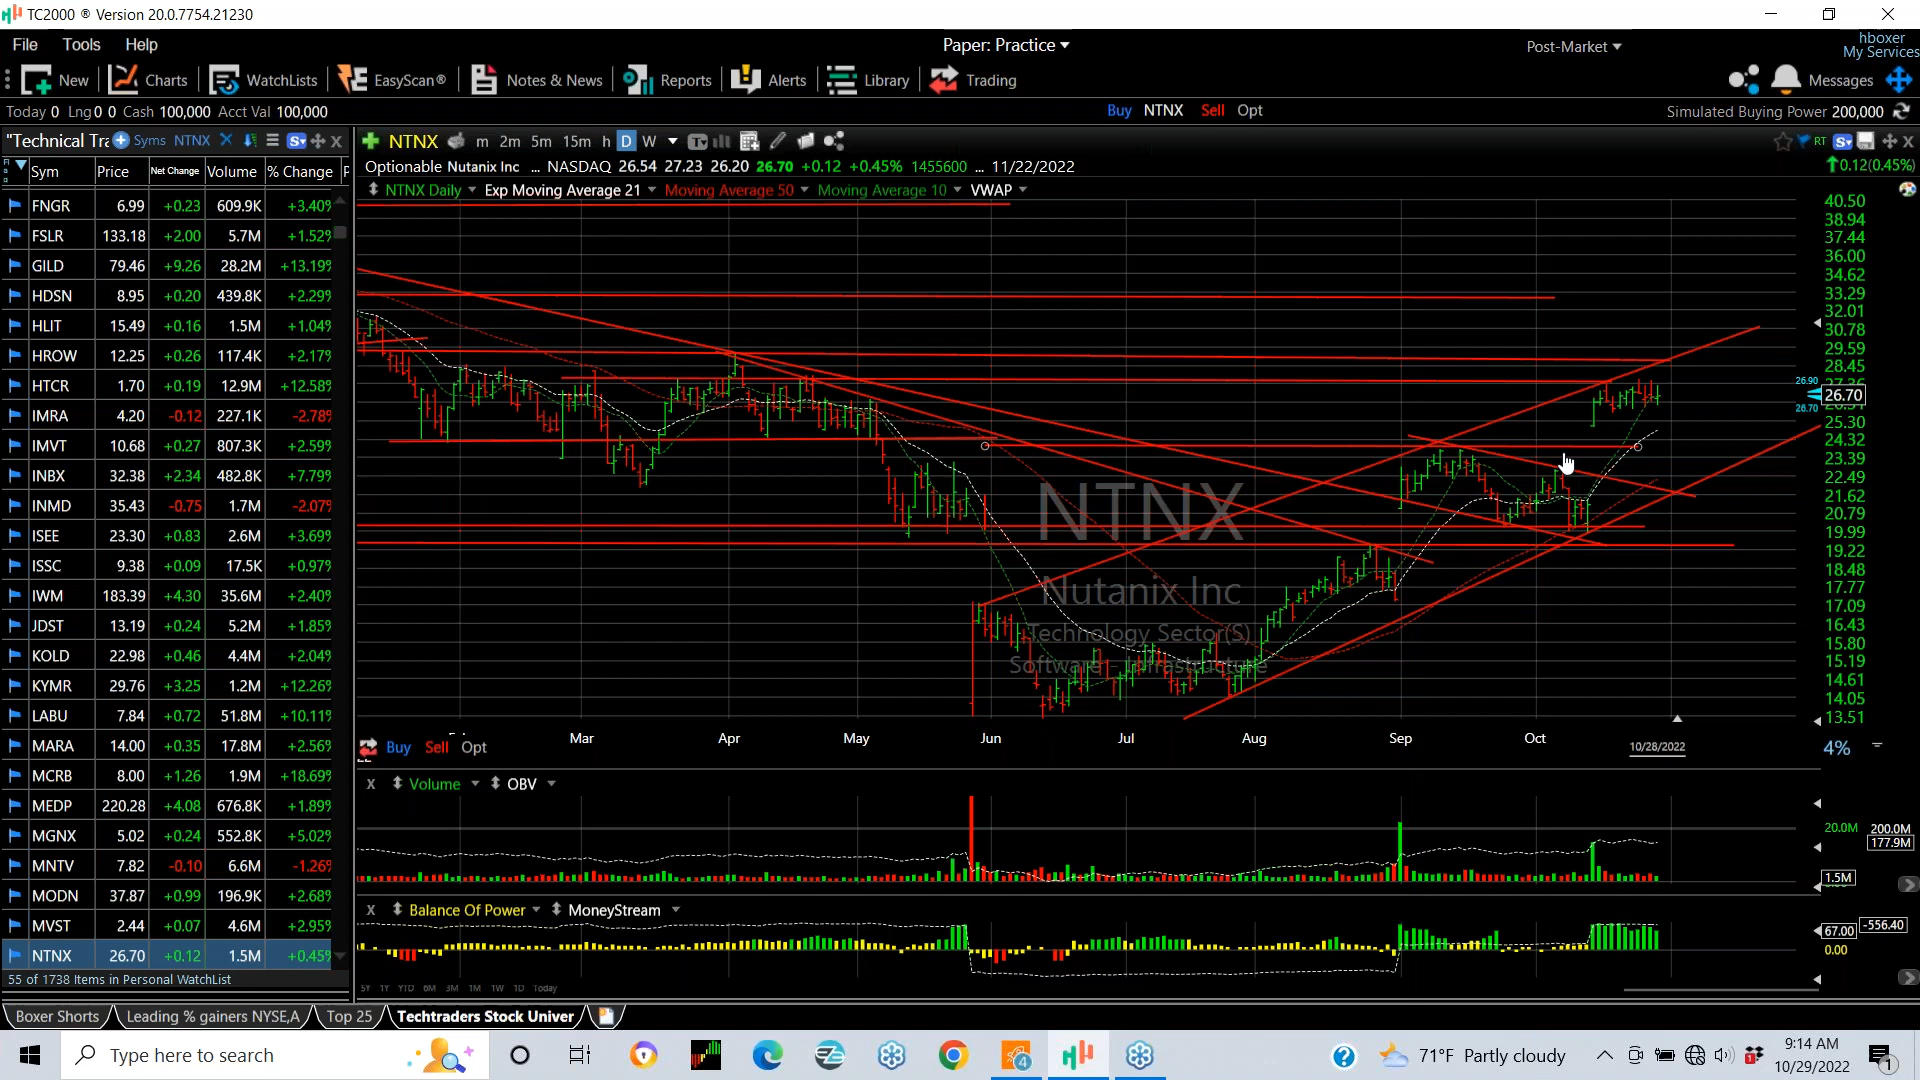 TC2000 ® Version 20.0.7754.21230
File Tools Help
Paper: Practice
Post-Market
hboxer
My Services
New Charts WatchLists EasyScan® Notes & News Reports Alerts Library Trading
Messages
Today 0 Lng 0 0 Cash 100,000 Acct Val 100,000
Buy NTNX Sell Opt
Simulated Buying Power 200,000
"Technical Tra Syms NTNX
NTNX m 2m 5m 15m h D W
RT
Optionable Nutanix Inc ... NASDAQ 26.54 27.23 26.20 26.70 +0.12 +0.45% 1455600 ... 11/22/2022
0.12(0.45%)
NTNX Daily Exp Moving Average 21 Moving Average 50 Moving Average 10 VWAP
Sym Price Net Change Volume % Change
FNGR 6.99 +0.23 609.9K +3.40%
FSLR 133.18 +2.00 5.7M +1.52%
GILD 79.46 +9.26 28.2M +13.19%
HDSN 8.95 +0.20 439.8K +2.29%
HLIT 15.49 +0.16 1.5M +1.04%
HROW 12.25 +0.26 117.4K +2.17%
HTCR 1.70 +0.19 12.9M +12.58%
IMRA 4.20 -0.12 227.1K -2.78%
IMVT 10.68 +0.27 807.3K +2.59%
INBX 32.38 +2.34 482.8K +7.79%
INMD 35.43 -0.75 1.7M -2.07%
ISEE 23.30 +0.83 2.6M +3.69%
ISSC 9.38 +0.09 17.5K +0.97%
IWM 183.39 +4.30 35.6M +2.40%
JDST 13.19 +0.24 5.2M +1.85%
KOLD 22.98 +0.46 4.4M +2.04%
KYMR 29.76 +3.25 1.2M +12.26%
LABU 7.84 +0.72 51.8M +10.11%
MARA 14.00 +0.35 17.8M +2.56%
MCRB 8.00 +1.26 1.9M +18.69%
MEDP 220.28 +4.08 676.8K +1.89%
MGNX 5.02 +0.24 552.8K +5.02%
MNTV 7.82 -0.10 6.6M -1.26%
MODN 37.87 +0.99 196.9K +2.68%
MVST 2.44 +0.07 4.6M +2.95%
NTNX 26.70 +0.12 1.5M +0.45%
55 of 1738 Items in Personal WatchList
40.50
38.94
37.44
36.00
34.62
33.29
32.01
30.78
29.59
28.45
26.90
26.70
26.70
25.30
24.32
23.39
22.49
21.62
20.79
19.99
19.22
18.48
17.77
17.09
16.43
15.80
15.19
14.61
14.05
13.51
NTNX
Nutanix Inc
Technology Sector(S)
Software - Infrastructure
Mar Apr May Jun Jul Aug Sep Oct
10/28/2022
4%
Buy Sell Opt
X Volume OBV
20.0M 200.0M
177.9M
1.5M
X Balance Of Power MoneyStream
67.00 -556.40
0.00
5Y 1Y YTD 6M 3M 1M 1W 1D Today
Boxer Shorts Leading % gainers NYSE,A Top 25 Techtraders Stock Univer
Type here to search
4
71°F Partly cloudy
9:14 AM
10/29/2022
1